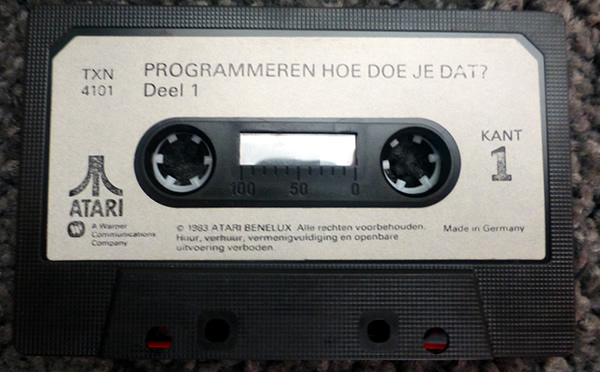 TXN
4101
PROGRAMMEREN HOE DOE JE DAT?
Deel 1
KANT
1
100 50 0
ATARI
A Warner
Communications
Company
© 1983 ATARI BENELUX Alle rechten voorbehouden.
Huur, verhuur, vermenigvuldiging en openbare
uitvoering verboden.
Made in Germany